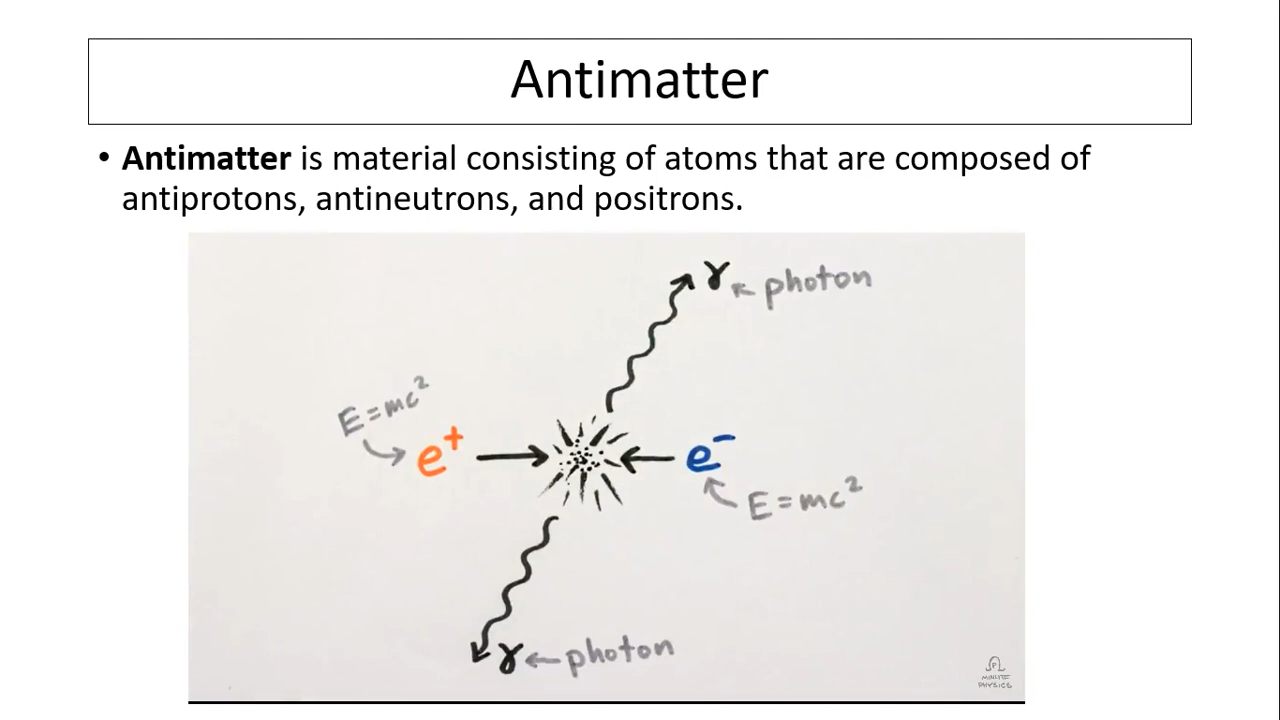 Antimatter
• Antimatter is material consisting of atoms that are composed of
antiprotons, antineutrons, and positrons.
γ photon
E=mc²
e⁺
e⁻
E=mc²
γ photon
MINUTE
PHYSICS